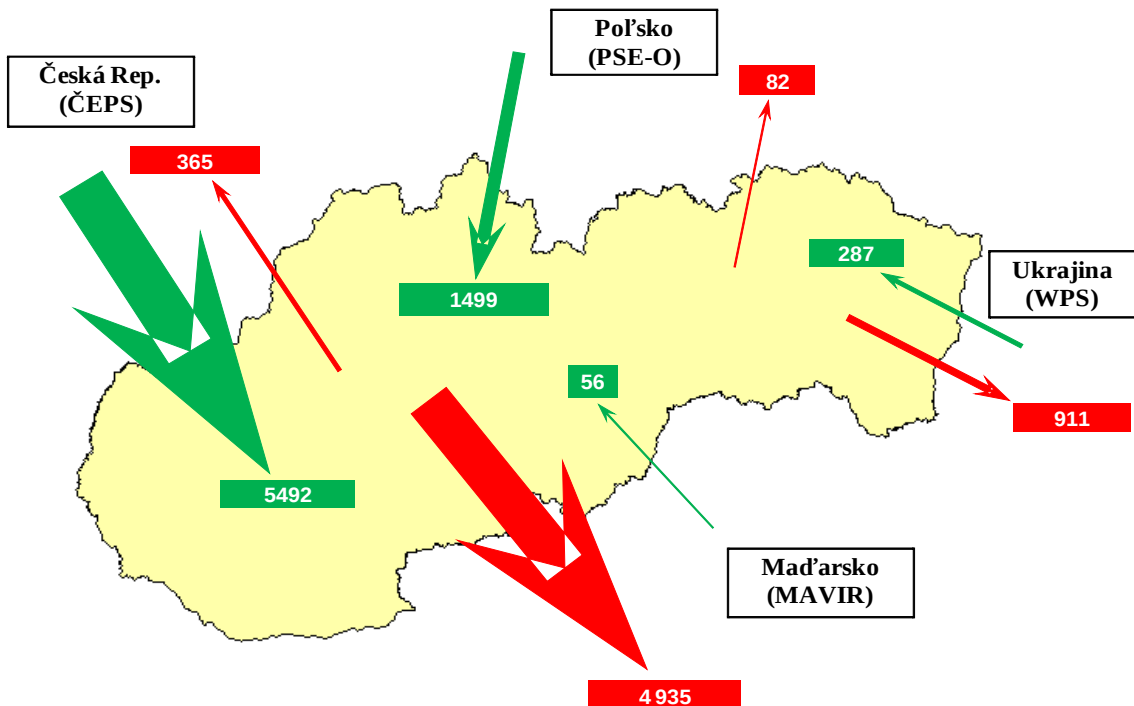 Poľsko
(PSE-O)
Česká Rep.
(ČEPS)
82
365
287
Ukrajina
(WPS)
1499
56
911
5492
Maďarsko
(MAVIR)
4 935